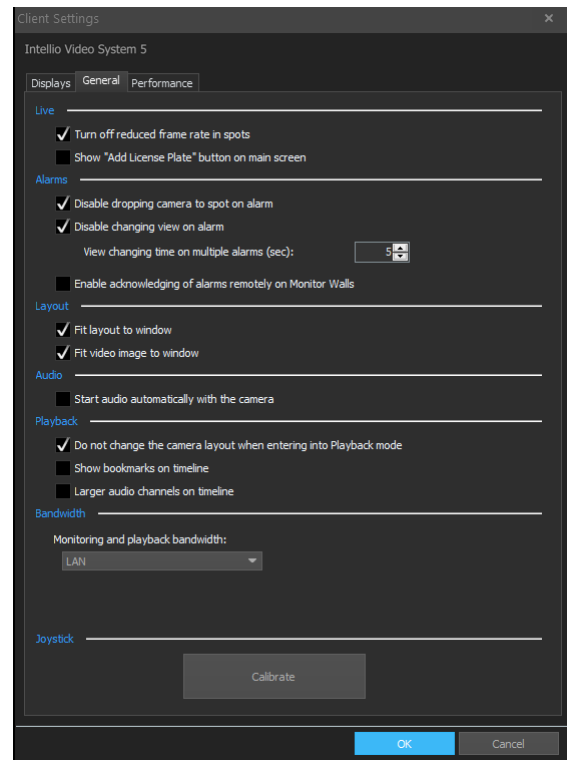 Client Settings
Intellio Video System 5
Displays General Performance
Live
Turn off reduced frame rate in spots
Show "Add License Plate" button on main screen
Alarms
Disable dropping camera to spot on alarm
Disable changing view on alarm
View changing time on multiple alarms (sec): 5
Enable acknowledging of alarms remotely on Monitor Walls
Layout
Fit layout to window
Fit video image to window
Audio
Start audio automatically with the camera
Playback
Do not change the camera layout when entering into Playback mode
Show bookmarks on timeline
Larger audio channels on timeline
Bandwidth
Monitoring and playback bandwidth:
LAN
Joystick
Calibrate
OK Cancel